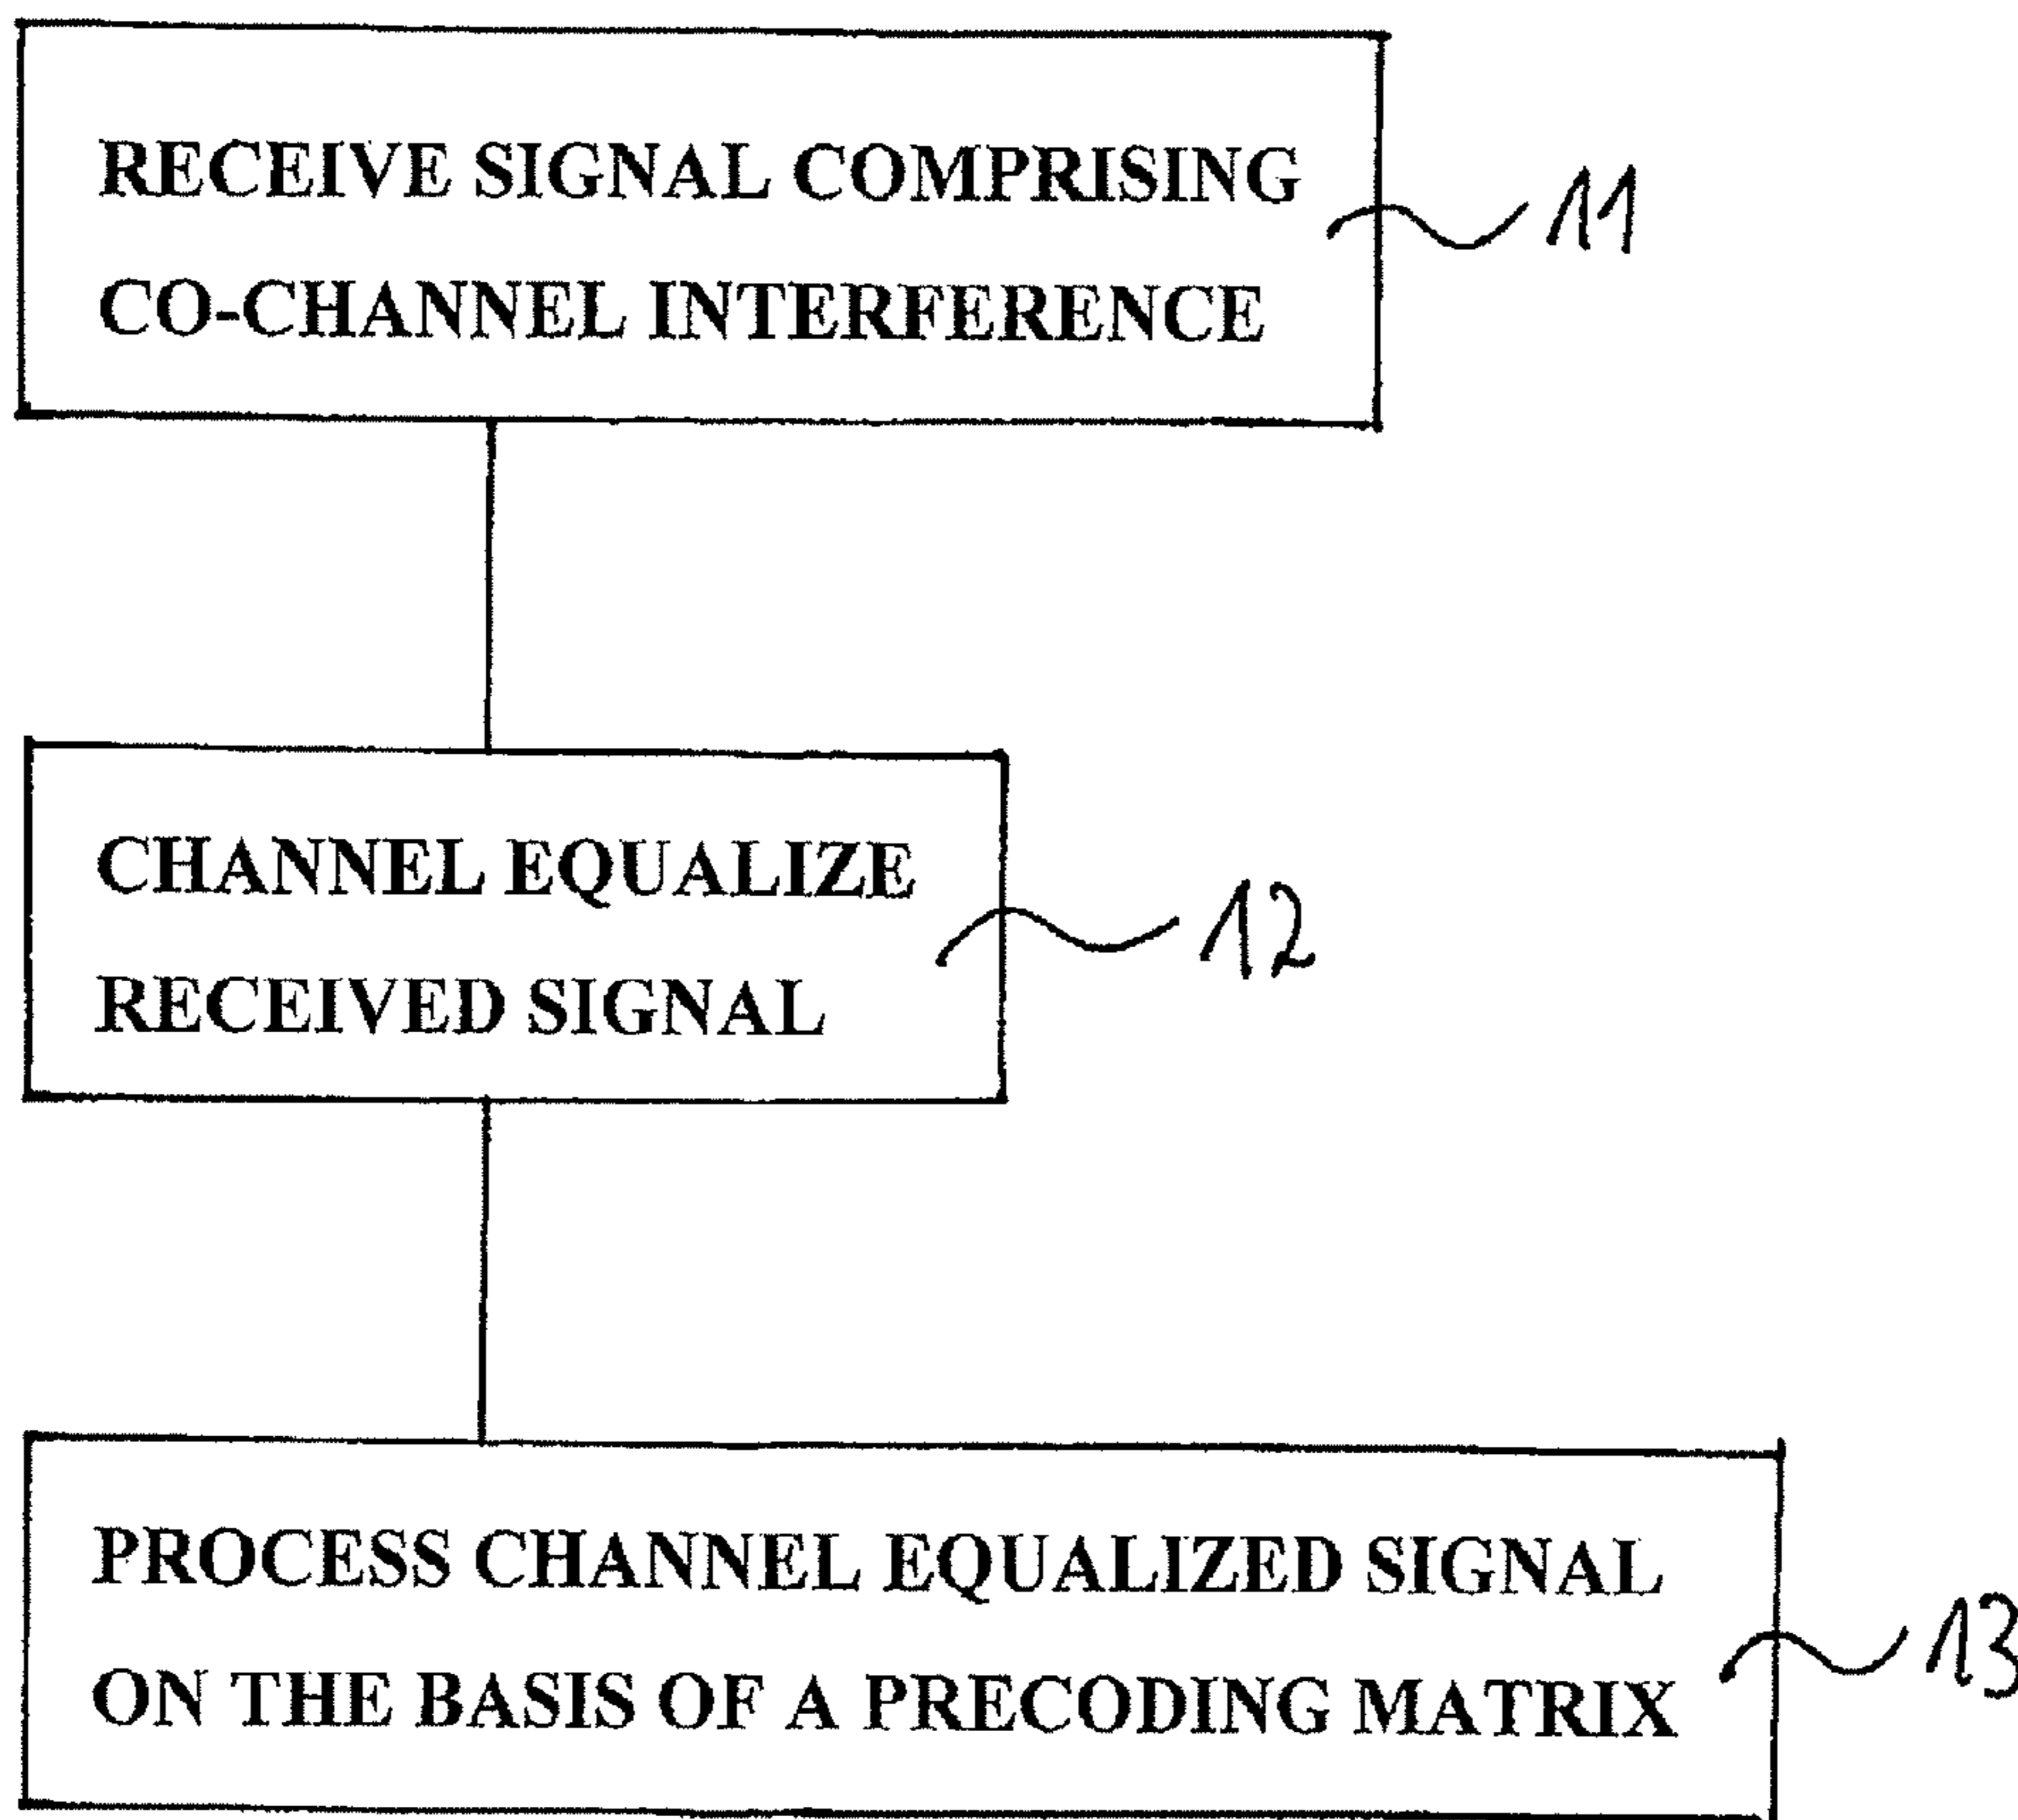 RECEIVE SIGNAL COMPRISING
CO-CHANNEL INTERFERENCE
11
CHANNEL EQUALIZE
RECEIVED SIGNAL
12
PROCESS CHANNEL EQUALIZED SIGNAL
ON THE BASIS OF A PRECODING MATRIX
13